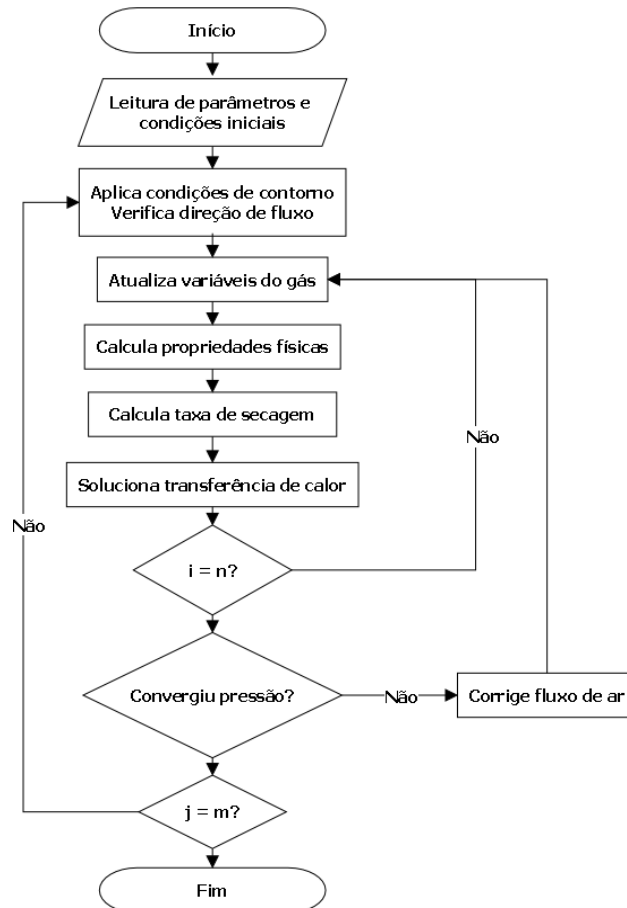 Início
Leitura de parâmetros e
condições iniciais
Aplica condições de contorno
Verifica direção de fluxo
Atualiza variáveis do gás
Calcula propriedades físicas
Calcula taxa de secagem
Não
Soluciona transferência de calor
Não
i = n?
Convergiu pressão?
Não
Corrige fluxo de ar
j = m?
Fim